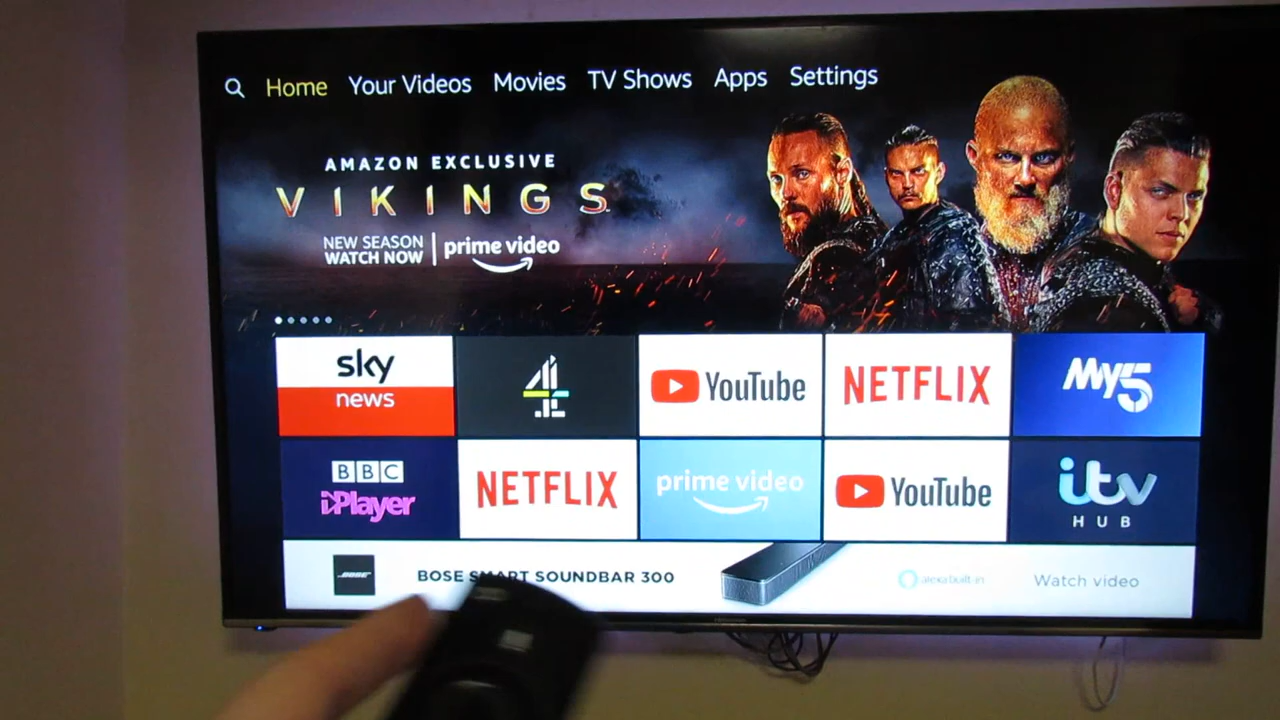 Home Your Videos Movies TV Shows Apps Settings
AMAZON EXCLUSIVE
VIKINGS
NEW SEASON
WATCH NOW
prime video
sky
news
4
YouTube
NETFLIX
My5
BBC
iPlayer
NETFLIX
prime video
YouTube
itv
HUB
BOSE
BOSE SMART SOUNDBAR 300
alexa built-in
Watch video
Hisense